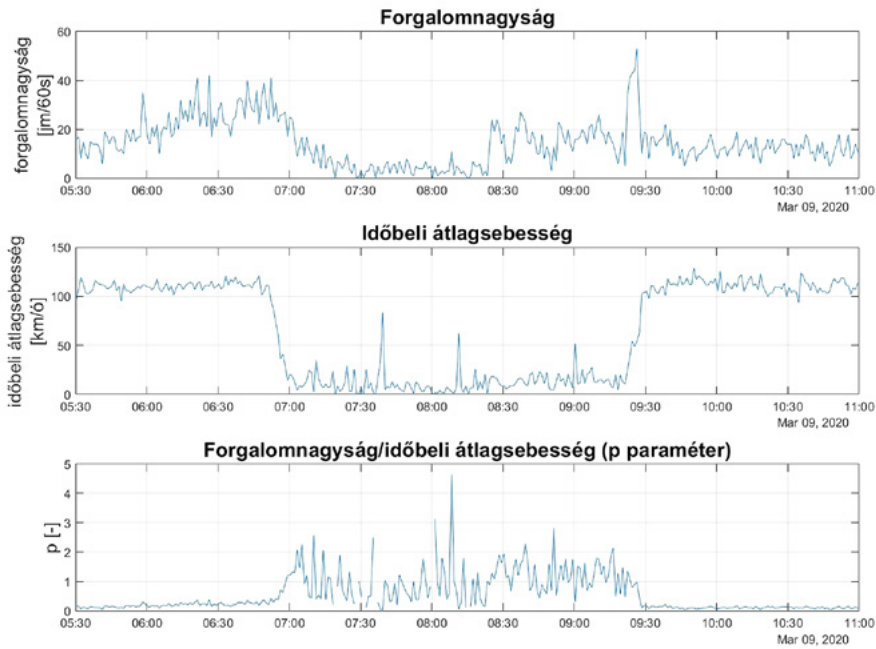 Forgalomnagyság
forgalomnagyság
[jm/60s]
60
40
20
0
05:30 06:00 06:30 07:00 07:30 08:00 08:30 09:00 09:30 10:00 10:30 11:00
Mar 09, 2020
Időbeli átlagsebesség
időbeli átlagsebesség
[km/ó]
150
100
50
0
05:30 06:00 06:30 07:00 07:30 08:00 08:30 09:00 09:30 10:00 10:30 11:00
Mar 09, 2020
Forgalomnagyság/időbeli átlagsebesség (p paraméter)
p [-]
5
4
3
2
1
0
05:30 06:00 06:30 07:00 07:30 08:00 08:30 09:00 09:30 10:00 10:30 11:00
Mar 09, 2020